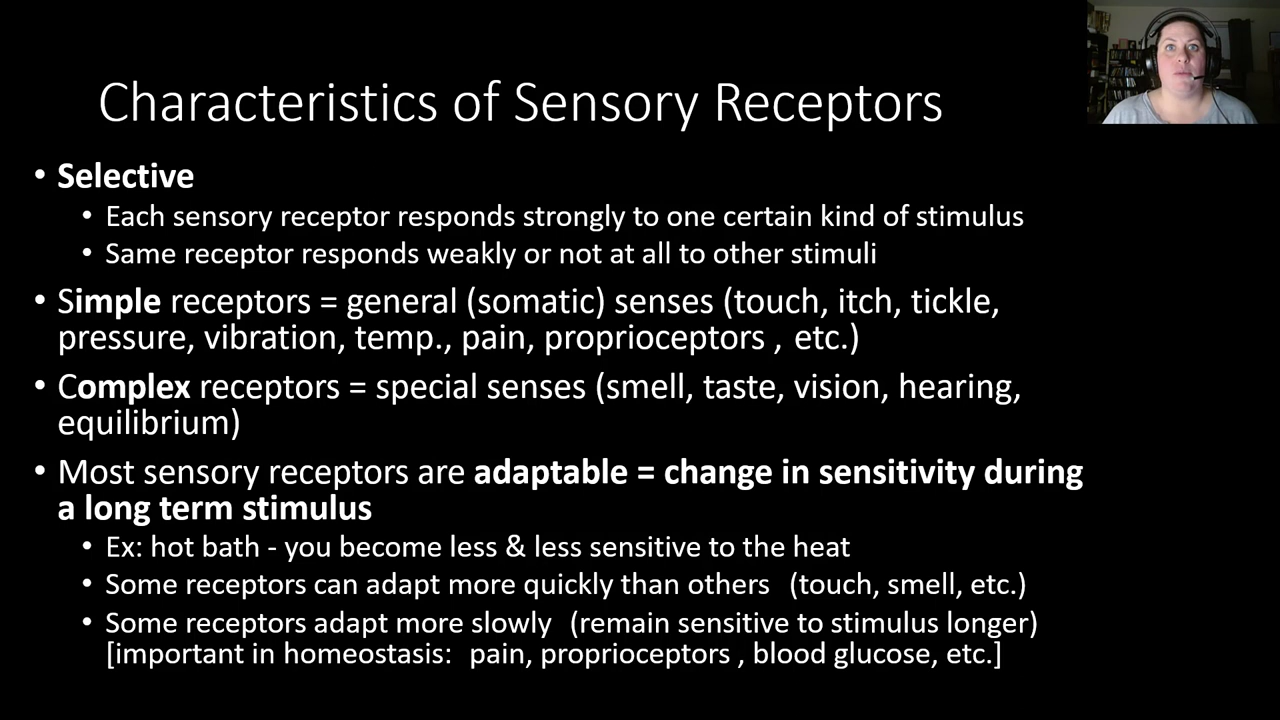 Characteristics of Sensory Receptors
• Selective
• Each sensory receptor responds strongly to one certain kind of stimulus
• Same receptor responds weakly or not at all to other stimuli
• Simple receptors = general (somatic) senses (touch, itch, tickle,
pressure, vibration, temp., pain, proprioceptors , etc.)
• Complex receptors = special senses (smell, taste, vision, hearing,
equilibrium)
• Most sensory receptors are adaptable = change in sensitivity during
a long term stimulus
• Ex: hot bath - you become less & less sensitive to the heat
• Some receptors can adapt more quickly than others (touch, smell, etc.)
• Some receptors adapt more slowly (remain sensitive to stimulus longer)
[important in homeostasis: pain, proprioceptors , blood glucose, etc.]